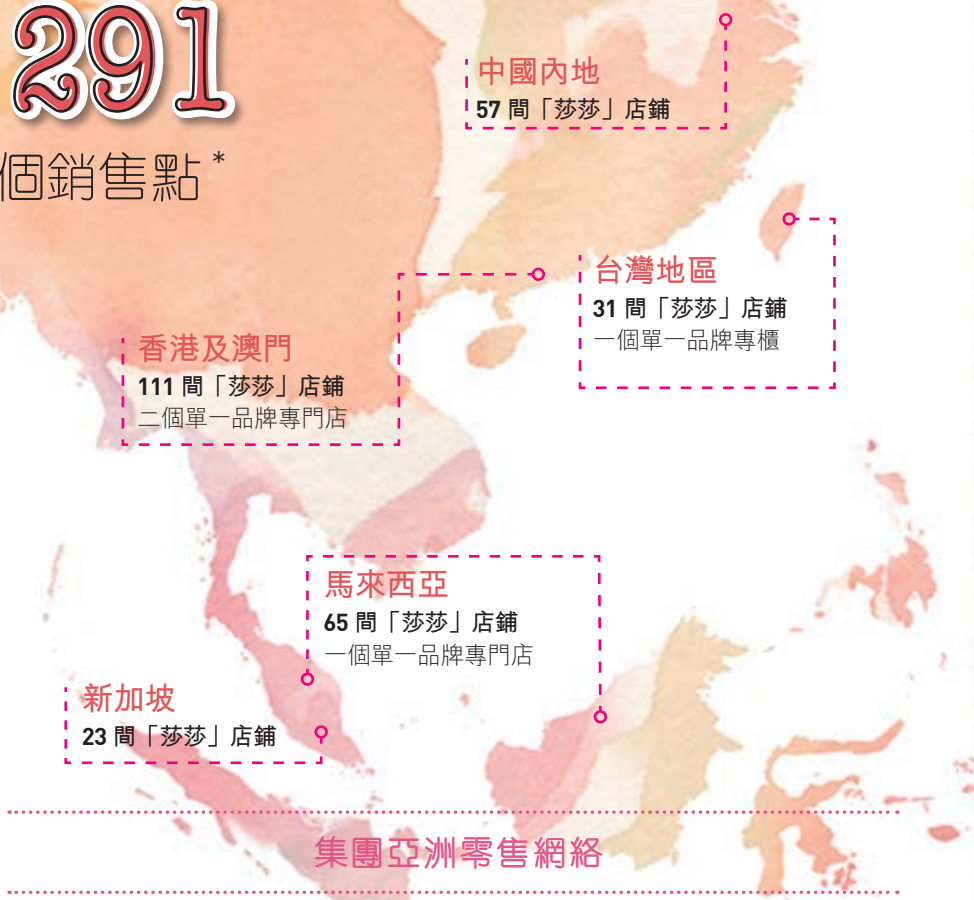 291
個銷售點*
中國內地
57 間「莎莎」店鋪
台灣地區
31 間「莎莎」店鋪
一個單一品牌專櫃
香港及澳門
111 間「莎莎」店鋪
二個單一品牌專門店
馬來西亞
65 間「莎莎」店鋪
一個單一品牌專門店
新加坡
23 間「莎莎」店鋪
集團亞洲零售網絡